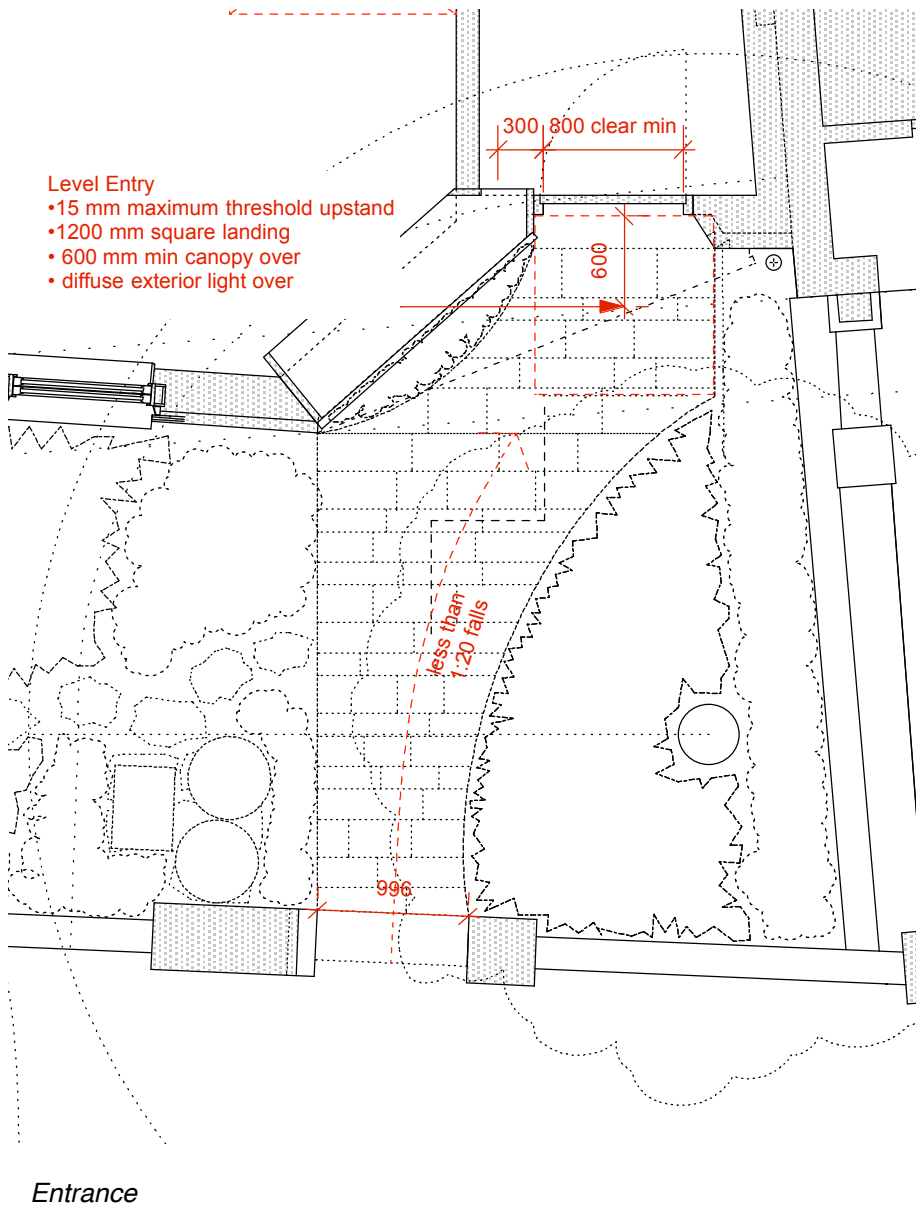 300 800 clear min
Level Entry
•15 mm maximum threshold upstand
•1200 mm square landing
• 600 mm min canopy over
• diffuse exterior light over
600
less than
1:20 falls
996
Entrance